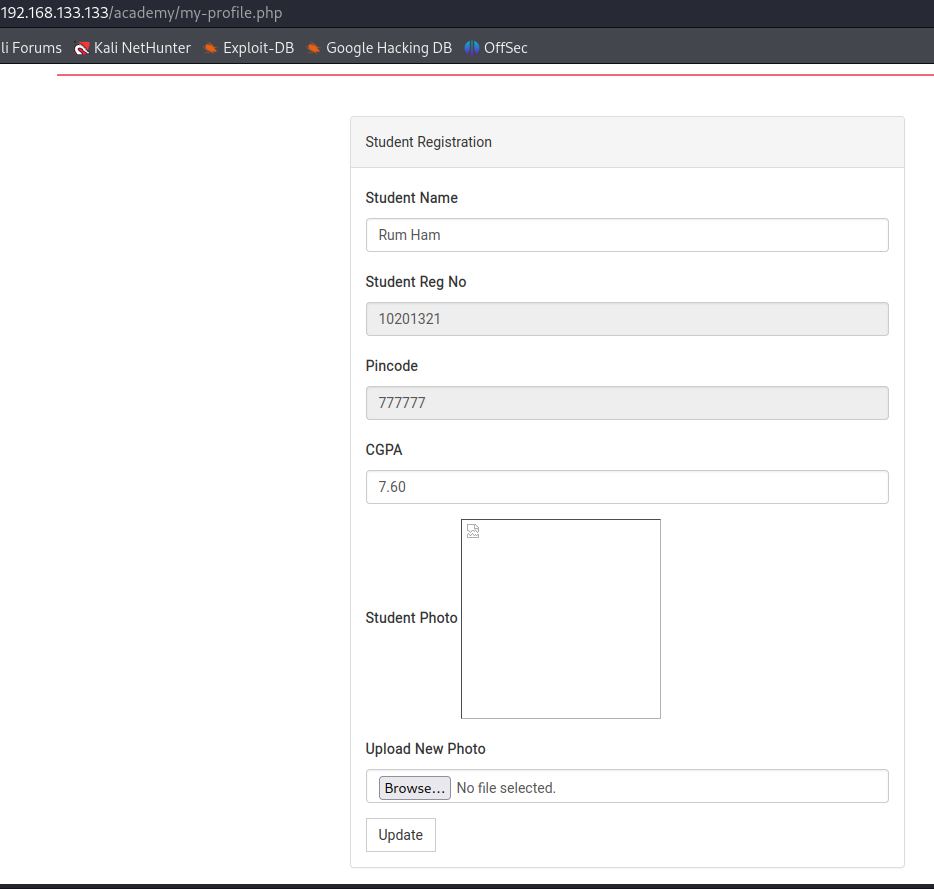 192.168.133.133/academy/my-profile.php
li Forums Kali NetHunter Exploit-DB Google Hacking DB OffSec
Student Registration
Student Name
Rum Ham
Student Reg No
10201321
Pincode
777777
CGPA
7.60
Student Photo
Upload New Photo
Browse... No file selected.
Update